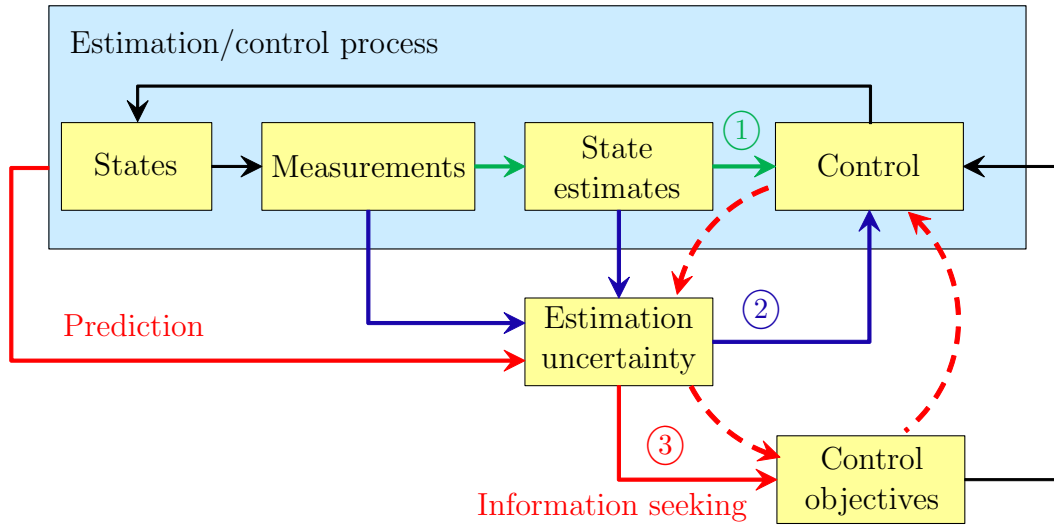 Estimation/control process
1
States
Measurements
State
estimates
Control
Prediction
Estimation
uncertainty
2
3
Information seeking
Control
objectives